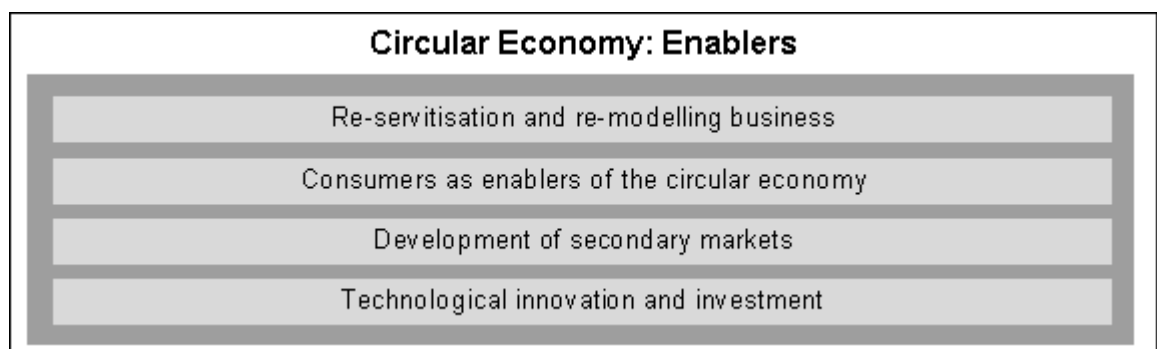 Circular Economy: Enablers
Re-servitisation and re-modelling business
Consumers as enablers of the circular economy
Development of secondary markets
Technological innovation and investment